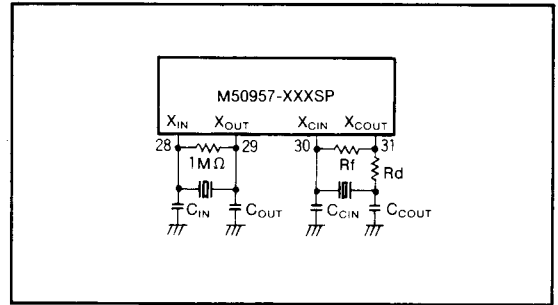 M50957-XXXSP
XIN XOUT XCIN XCOUT
28 29 30 31
1MΩ Rf Rd
CIN COUT CCIN CCOUT